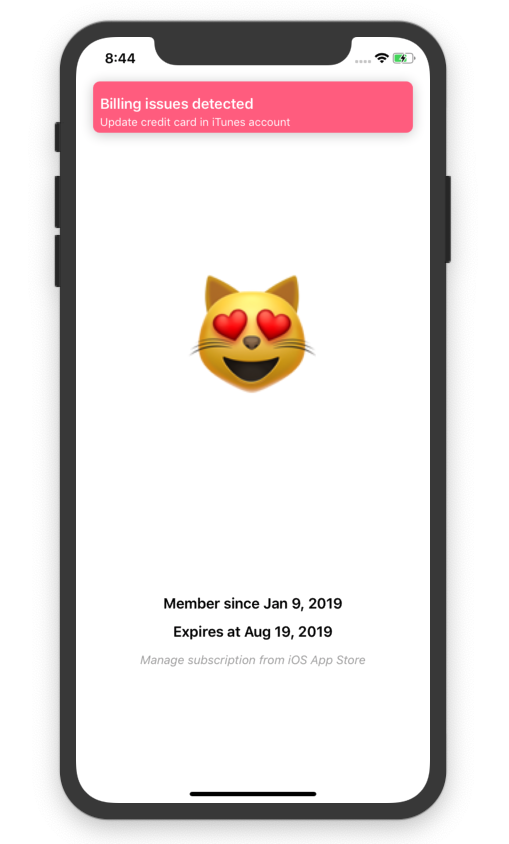 8:44
Billing issues detected
Update credit card in iTunes account
Member since Jan 9, 2019
Expires at Aug 19, 2019
Manage subscription from iOS App Store